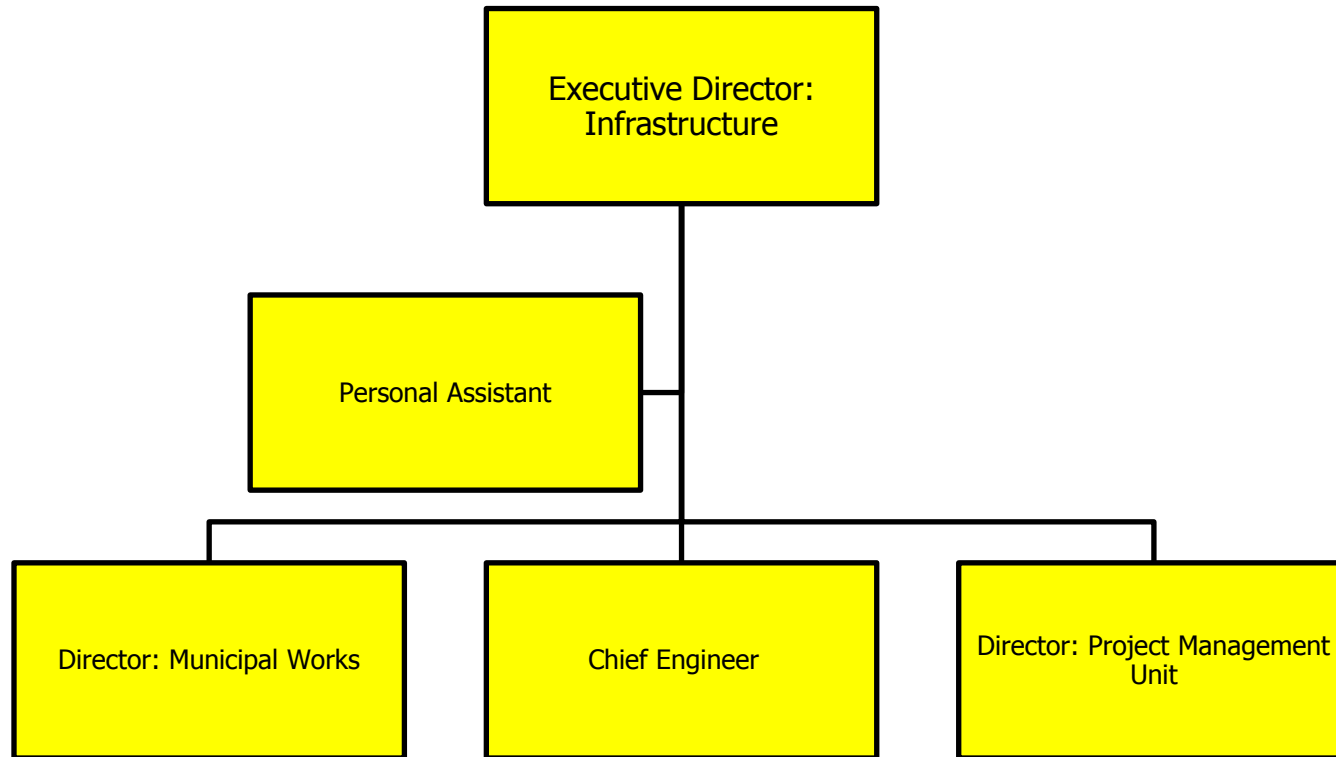 Executive Director:
Infrastructure
Personal Assistant
Director: Municipal Works
Chief Engineer
Director: Project Management
Unit